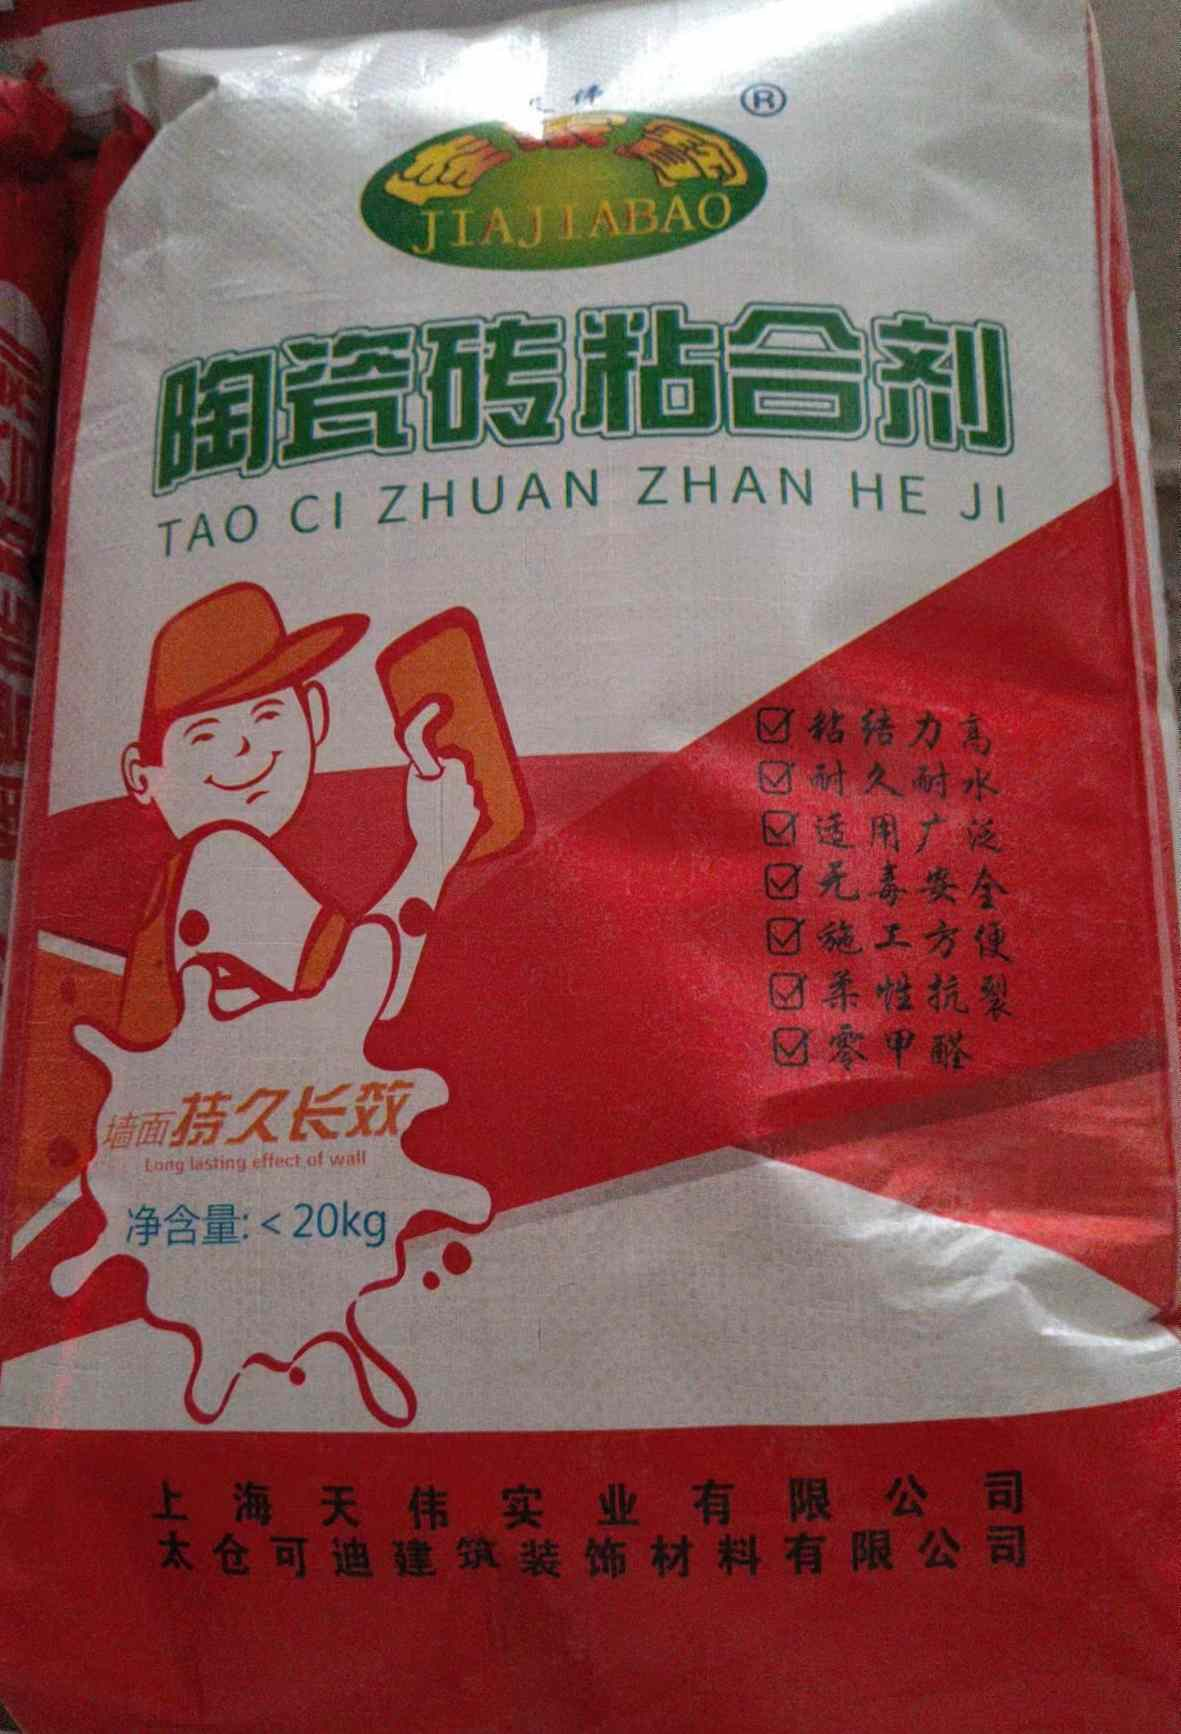 ®
JIAJIABAO
陶瓷砖粘合剂
TAO CI ZHUAN ZHAN HE JI
粘结力高
耐久耐水
适用广泛
无毒安全
施工方便
柔性抗裂
零甲醛
墙面持久长效
Long lasting effect of wall
净含量: < 20kg
上海天伟实业有限公司
太仓可迪建筑装饰材料有限公司